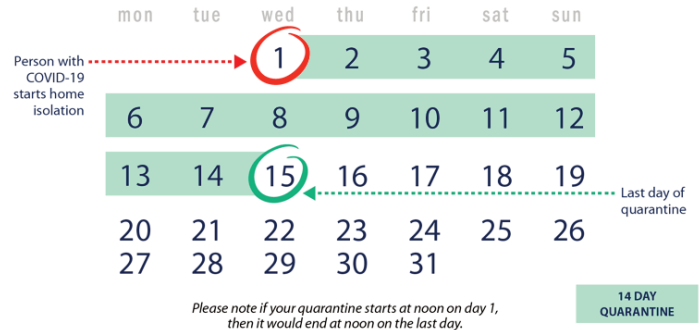 mon tue wed thu fri sat sun
Person with
COVID-19
starts home
isolation
1 2 3 4 5
6 7 8 9 10 11 12
13 14 15 16 17 18 19
Last day of
quarantine
20 21 22 23 24 25 26
27 28 29 30 31
14 DAY
QUARANTINE
Please note if your quarantine starts at noon on day 1,
then it would end at noon on the last day.